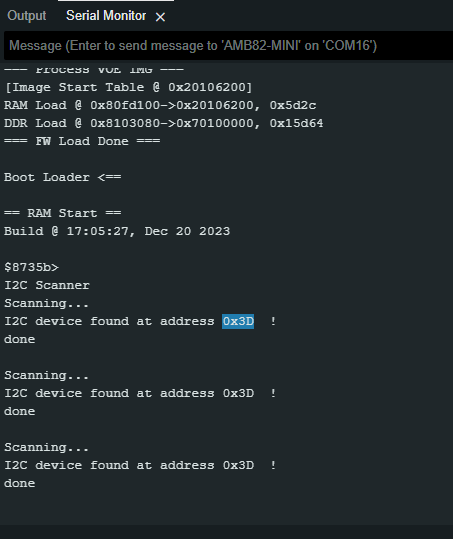 Output Serial Monitor ×
Message (Enter to send message to 'AMB82-MINI' on 'COM16')
=== Process VOE IMG ===
[Image Start Table @ 0x20106200]
RAM Load @ 0x80fd100->0x20106200, 0x5d2c
DDR Load @ 0x8103080->0x70100000, 0x15d64
=== FW Load Done ===
Boot Loader <==
== RAM Start ==
Build @ 17:05:27, Dec 20 2023
$8735b>
I2C Scanner
Scanning...
I2C device found at address 0x3D  !
done
Scanning...
I2C device found at address 0x3D  !
done
Scanning...
I2C device found at address 0x3D  !
done